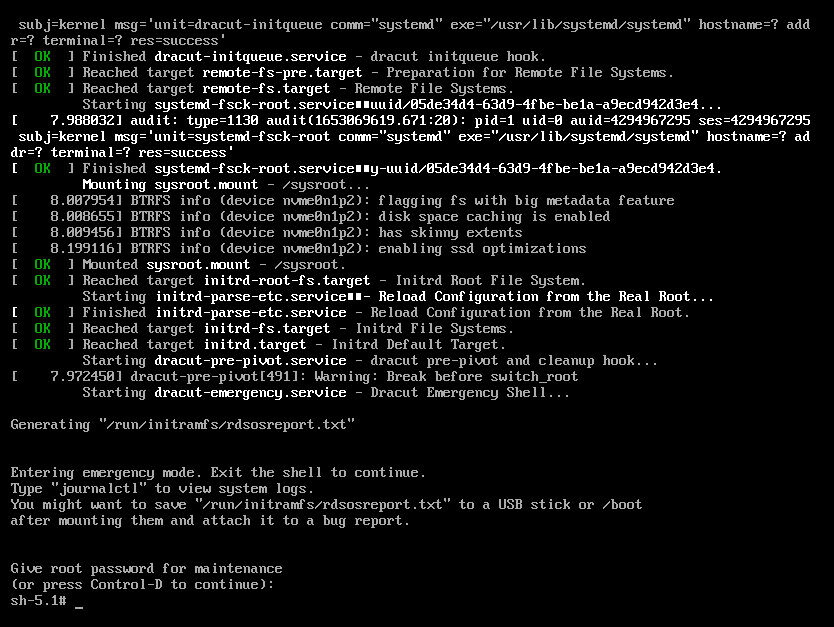 subj=kernel msg='unit=dracut-initqueue comm="systemd" exe="/usr/lib/systemd/systemd" hostname=? add
r=? terminal=? res=success'
[  OK  ] Finished dracut-initqueue.service - dracut initqueue hook.
[  OK  ] Reached target remote-fs-pre.target - Preparation for Remote File Systems.
[  OK  ] Reached target remote-fs.target - Remote File Systems.
         Starting systemd-fsck-root.service■■uuid/05de34d4-63d9-4fbe-be1a-a9ecd942d3e4...
[    7.988032] audit: type=1130 audit(1653069619.671:20): pid=1 uid=0 auid=4294967295 ses=4294967295
 subj=kernel msg='unit=systemd-fsck-root comm="systemd" exe="/usr/lib/systemd/systemd" hostname=? ad
dr=? terminal=? res=success'
[  OK  ] Finished systemd-fsck-root.service■■y-uuid/05de34d4-63d9-4fbe-be1a-a9ecd942d3e4.
         Mounting sysroot.mount - /sysroot...
[    8.007954] BTRFS info (device nvme0n1p2): flagging fs with big metadata feature
[    8.008655] BTRFS info (device nvme0n1p2): disk space caching is enabled
[    8.009456] BTRFS info (device nvme0n1p2): has skinny extents
[    8.199116] BTRFS info (device nvme0n1p2): enabling ssd optimizations
[  OK  ] Mounted sysroot.mount - /sysroot.
[  OK  ] Reached target initrd-root-fs.target - Initrd Root File System.
         Starting initrd-parse-etc.service■■- Reload Configuration from the Real Root...
[  OK  ] Finished initrd-parse-etc.service - Reload Configuration from the Real Root.
[  OK  ] Reached target initrd-fs.target - Initrd File Systems.
[  OK  ] Reached target initrd.target - Initrd Default Target.
         Starting dracut-pre-pivot.service - dracut pre-pivot and cleanup hook...
[    7.972450] dracut-pre-pivot[491]: Warning: Break before switch_root
         Starting dracut-emergency.service - Dracut Emergency Shell...
Generating "/run/initramfs/rdsosreport.txt"
Entering emergency mode. Exit the shell to continue.
Type "journalctl" to view system logs.
You might want to save "/run/initramfs/rdsosreport.txt" to a USB stick or /boot
after mounting them and attach it to a bug report.
Give root password for maintenance
(or press Control-D to continue):
sh-5.1# _